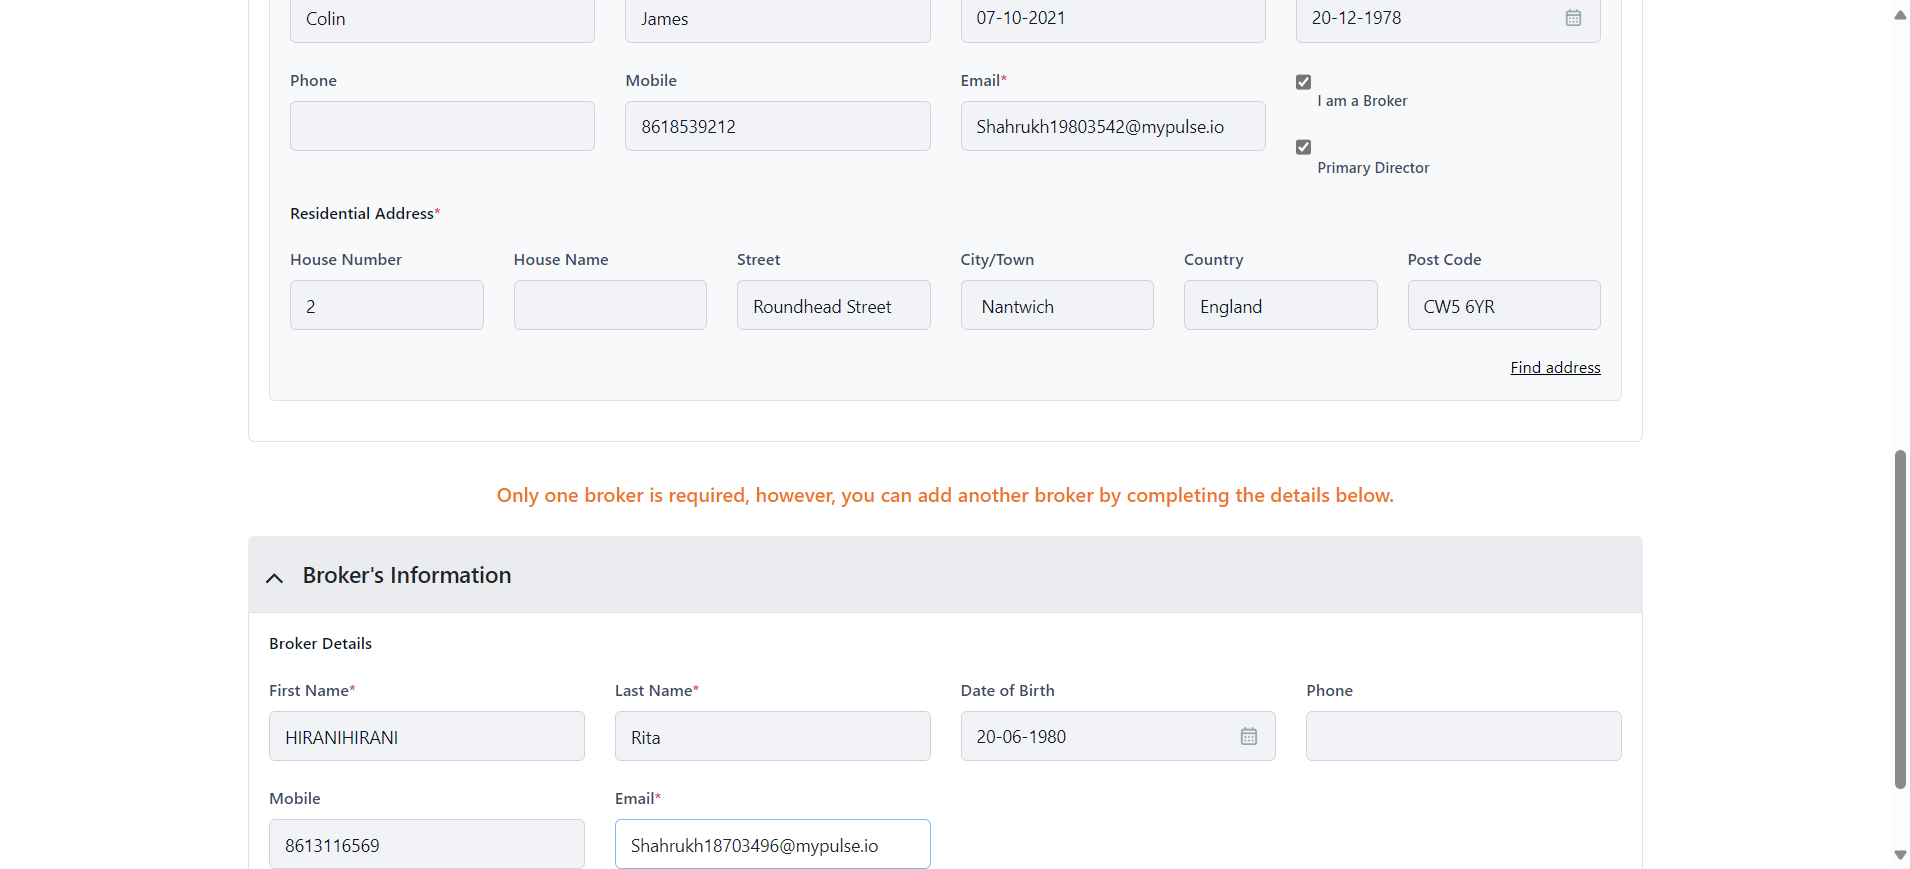 Colin James 07-10-2021 20-12-1978
Phone Mobile Email*
I am a Broker
8618539212 Shahrukh19803542@mypulse.io
Primary Director
Residential Address*
House Number House Name Street City/Town Country Post Code
2 Roundhead Street Nantwich England CW5 6YR
Find address
Only one broker is required, however, you can add another broker by completing the details below.
Broker's Information
Broker Details
First Name* Last Name* Date of Birth Phone
HIRANIHIRANI Rita 20-06-1980
Mobile Email*
8613116569 Shahrukh18703496@mypulse.io